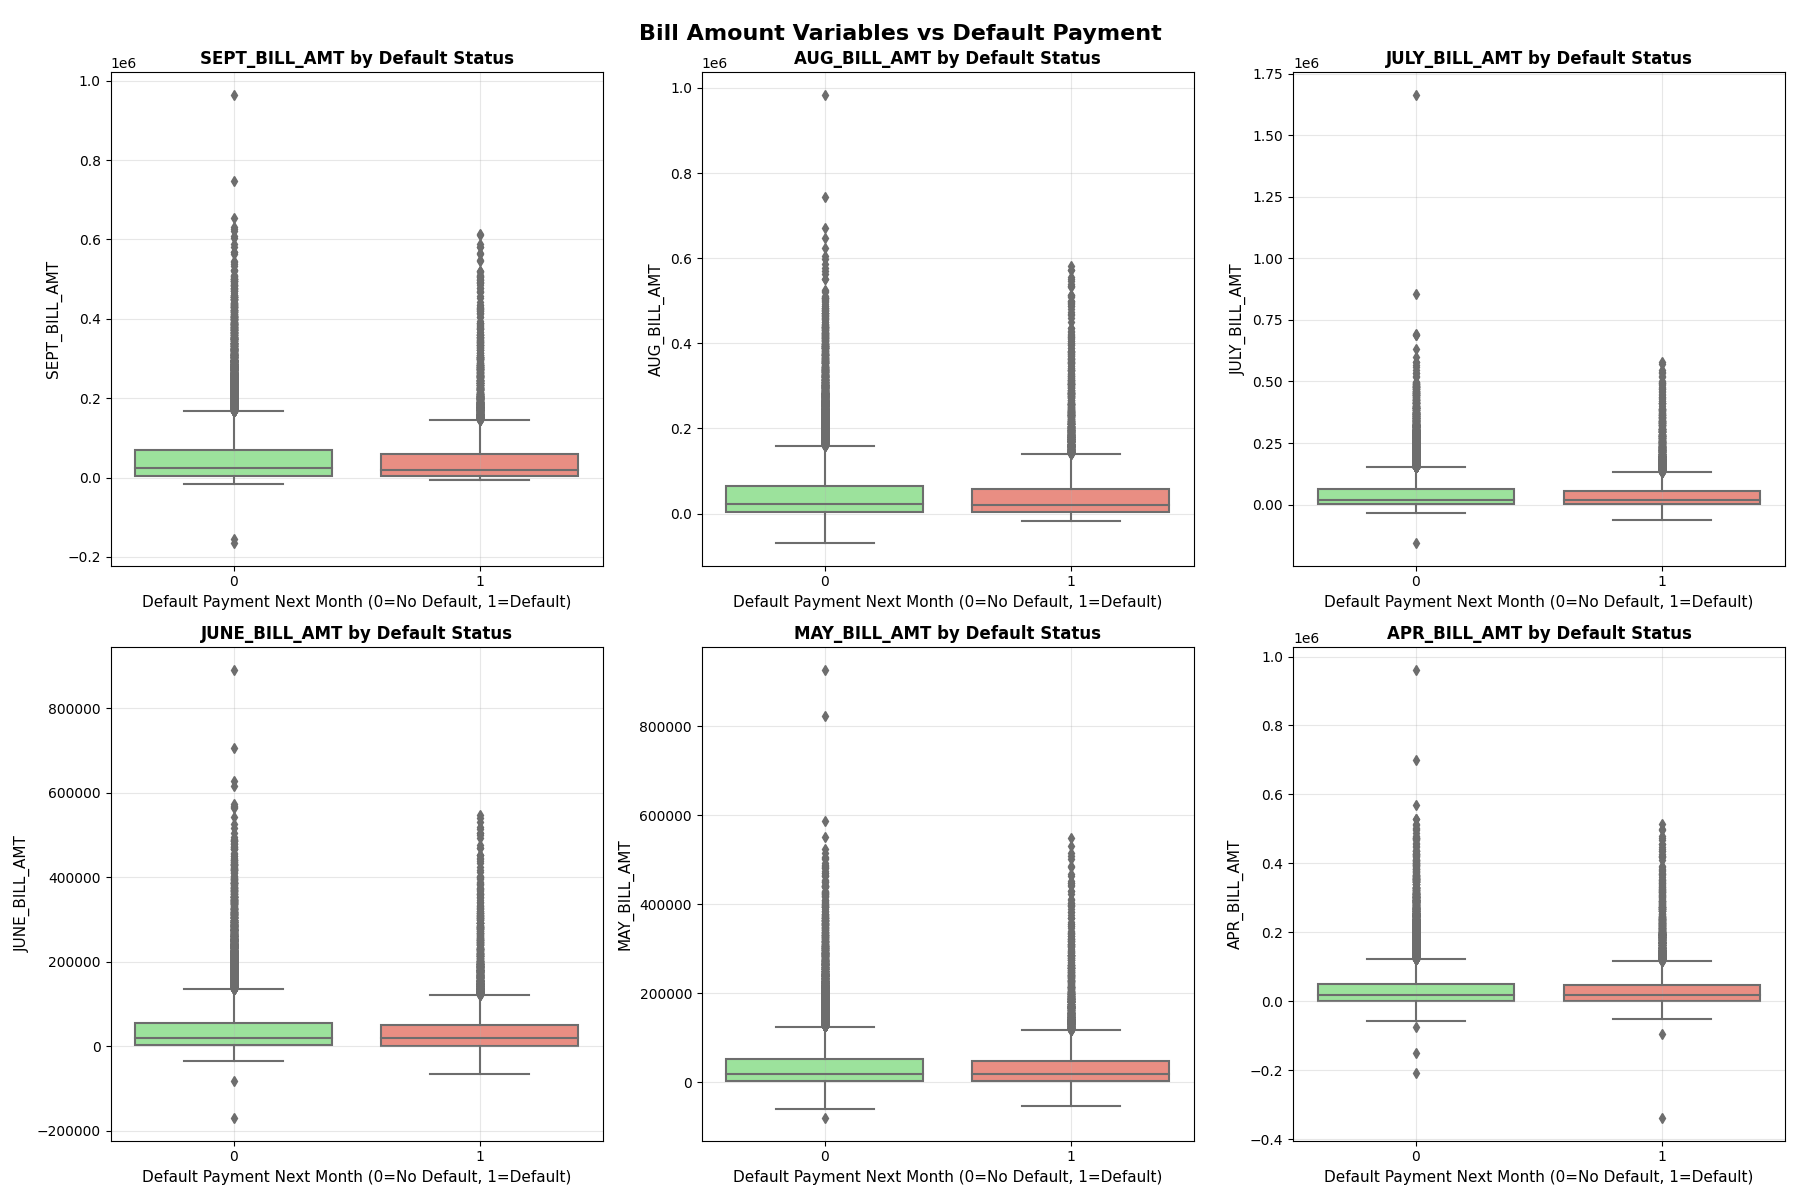 Bill Amount Variables vs Default Payment
SEPT_BILL_AMT by Default Status
1e6
1.0
0.8
0.6
0.4
0.2
0.0
−0.2
SEPT_BILL_AMT
0 1
Default Payment Next Month (0=No Default, 1=Default)
AUG_BILL_AMT by Default Status
1e6
1.0
0.8
0.6
0.4
0.2
0.0
AUG_BILL_AMT
0 1
Default Payment Next Month (0=No Default, 1=Default)
JULY_BILL_AMT by Default Status
1e6
1.75
1.50
1.25
1.00
0.75
0.50
0.25
0.00
JULY_BILL_AMT
0 1
Default Payment Next Month (0=No Default, 1=Default)
JUNE_BILL_AMT by Default Status
800000
600000
400000
200000
0
−200000
JUNE_BILL_AMT
0 1
Default Payment Next Month (0=No Default, 1=Default)
MAY_BILL_AMT by Default Status
800000
600000
400000
200000
0
MAY_BILL_AMT
0 1
Default Payment Next Month (0=No Default, 1=Default)
APR_BILL_AMT by Default Status
1e6
1.0
0.8
0.6
0.4
0.2
0.0
−0.2
−0.4
APR_BILL_AMT
0 1
Default Payment Next Month (0=No Default, 1=Default)